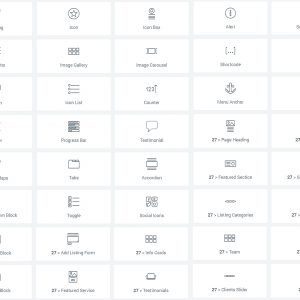 Icon
Icon Box
Alert
Image Gallery
Image Carousel
Shortcode
[...]
Icon List
123
Counter
Menu Anchor
Progress Bar
Testimonial
27 > Page Heading
Tabs
Accordion
27 > Featured Section
Block
Toggle
Social Icons
27 > Listing Categories
Block
27 > Add Listing Form
27 > Info Cards
27 > Team
Block
27 > Featured Service
27 > Testimonials
27 > Clients Slider